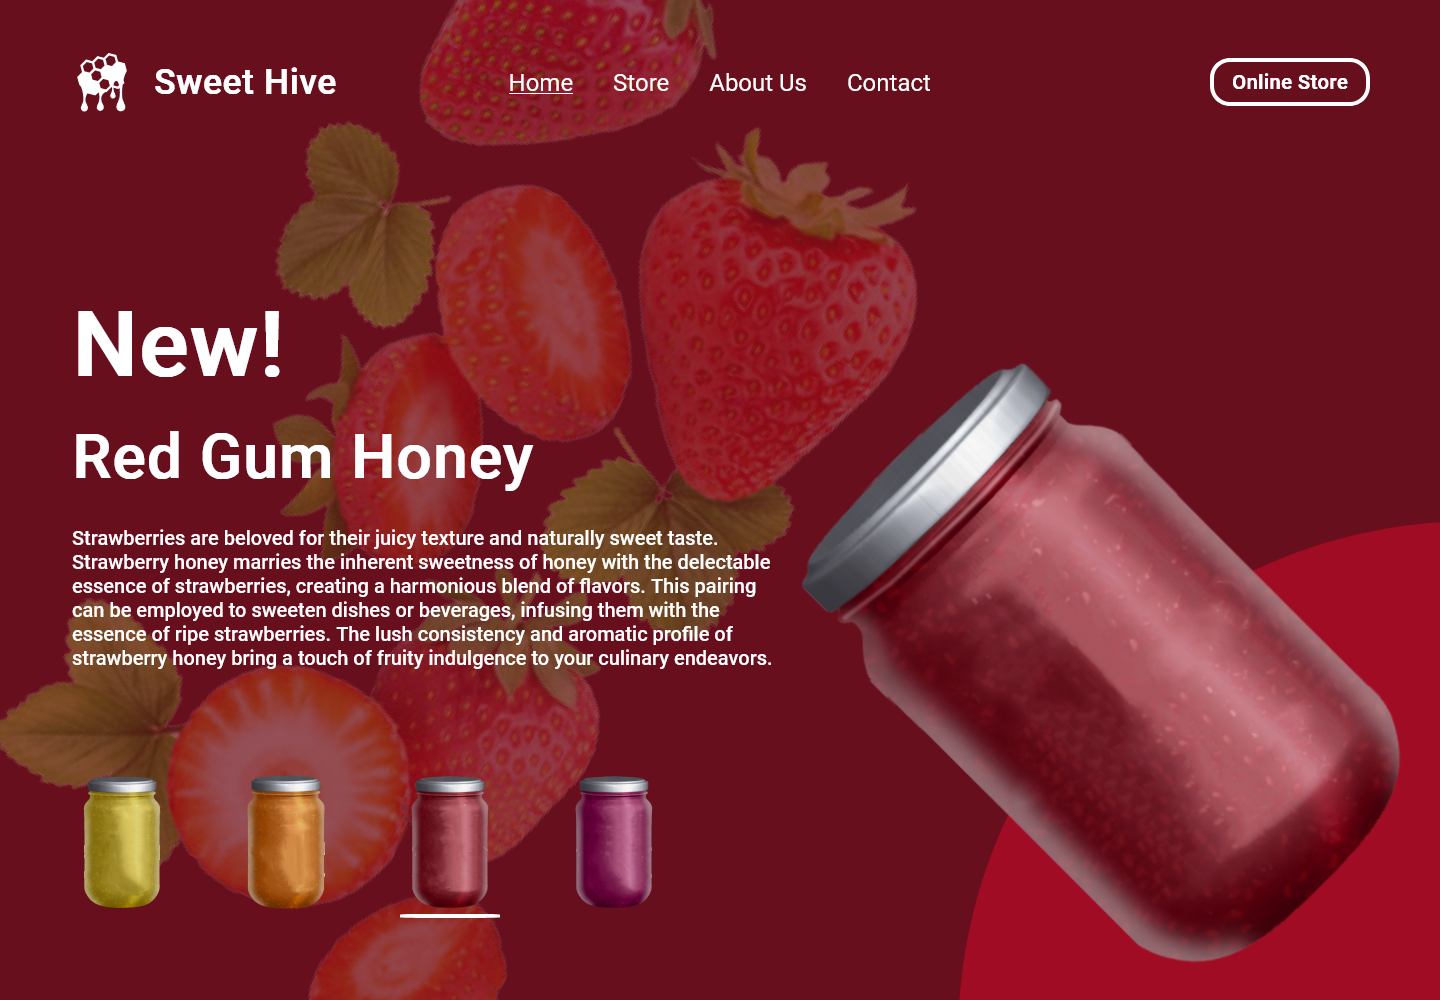 Sweet Hive
Home Store About Us Contact
Online Store
New!
Red Gum Honey
Strawberries are beloved for their juicy texture and naturally sweet taste.
Strawberry honey marries the inherent sweetness of honey with the delectable
essence of strawberries, creating a harmonious blend of flavors. This pairing
can be employed to sweeten dishes or beverages, infusing them with the
essence of ripe strawberries. The lush consistency and aromatic profile of
strawberry honey bring a touch of fruity indulgence to your culinary endeavors.